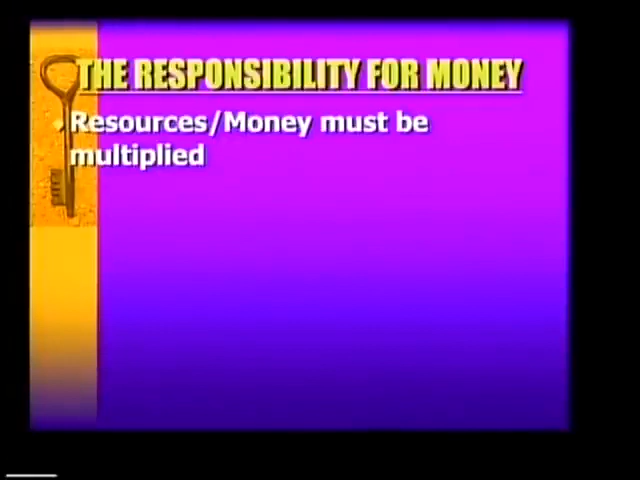 THE RESPONSIBILITY FOR MONEY
Resources/Money must be
multiplied